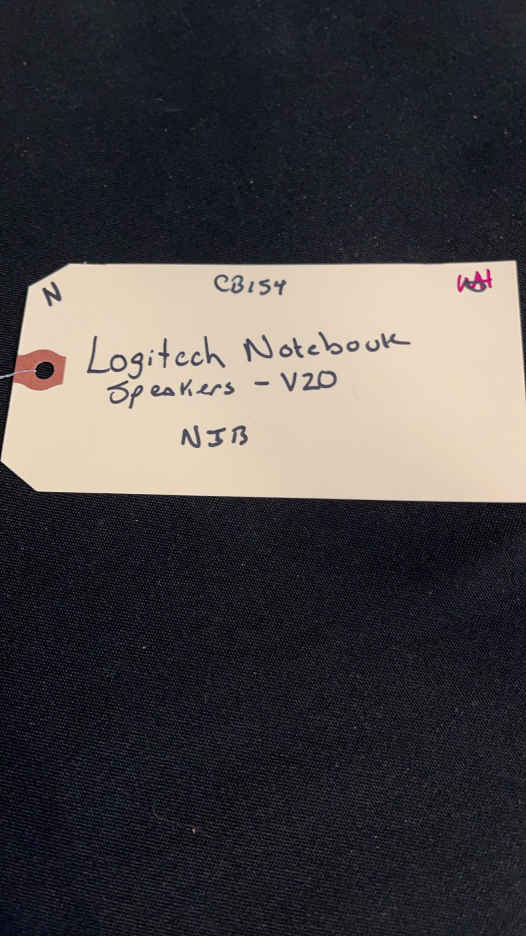 N
CB154
Logitech Notebook
Speakers - V20
NIB